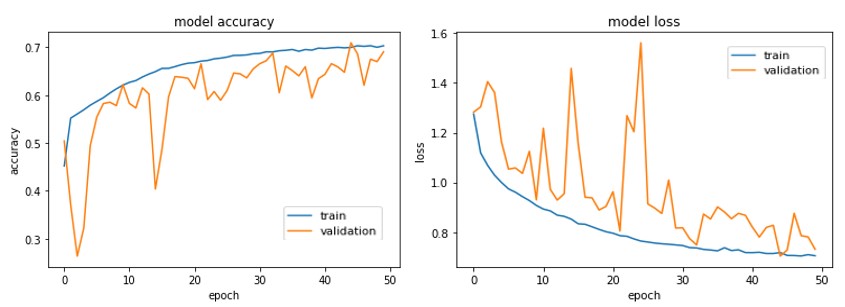 model accuracy
0.7
0.6
0.5
0.4
0.3
accuracy
train
validation
0
10
20
30
40
50
epoch
model loss
1.6
1.4
1.2
1.0
0.8
loss
train
validation
0
10
20
30
40
50
epoch